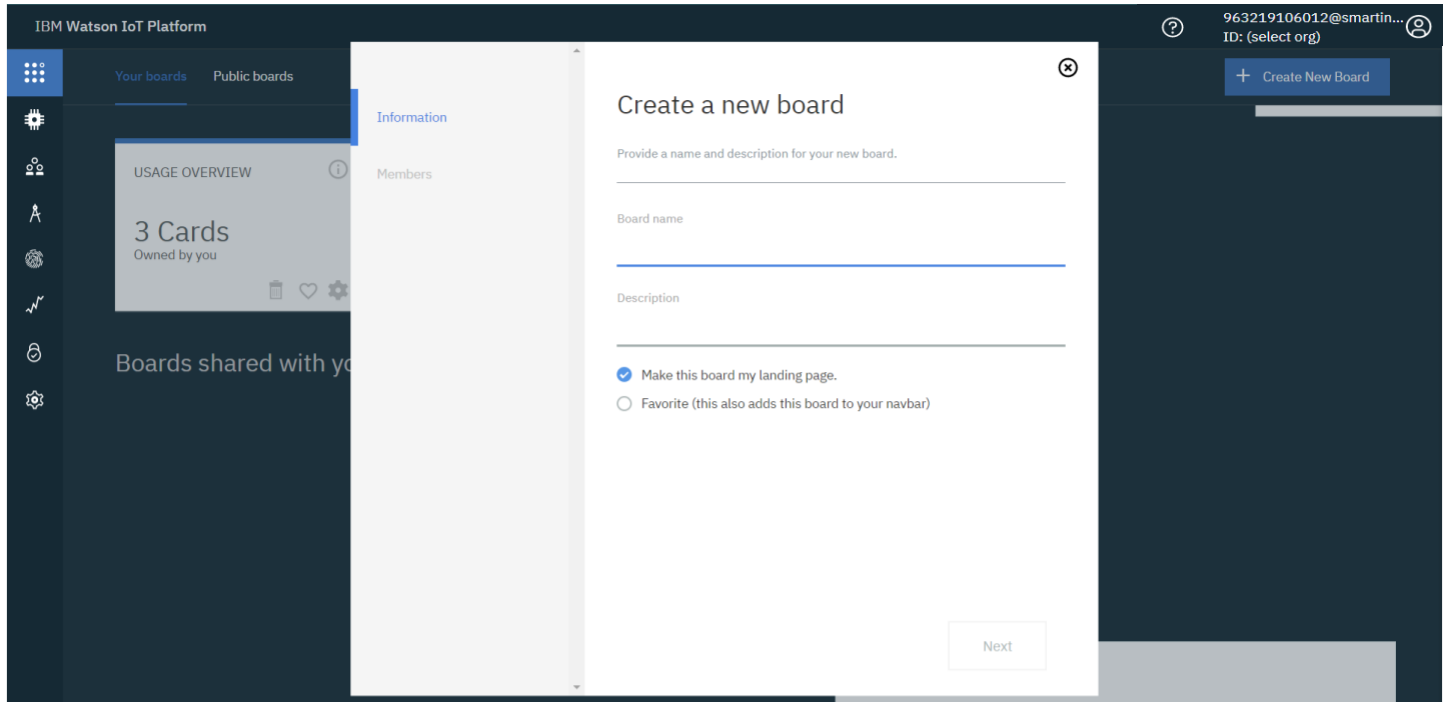 IBM Watson IoT Platform
963219106012@smartin...
ID: (select org)
Your boards
Public boards
Create New Board
USAGE OVERVIEW
3 Cards
Owned by you
Boards shared with yo
Information
Members
Create a new board
Provide a name and description for your new board.
Board name
Description
Make this board my landing page.
Favorite (this also adds this board to your navbar)
Next